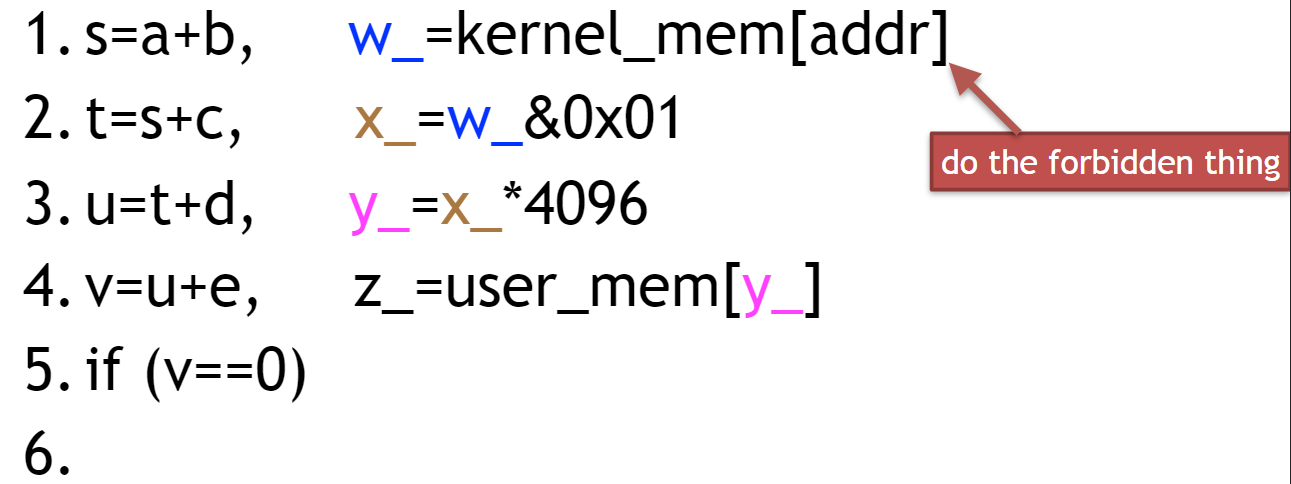 1. s=a+b, w_=kernel_mem[addr]
2. t=s+c, x_=w_&0x01
do the forbidden thing
3. u=t+d, y_=x_*4096
4. v=u+e, z_=user_mem[y_]
5. if (v==0)
6.